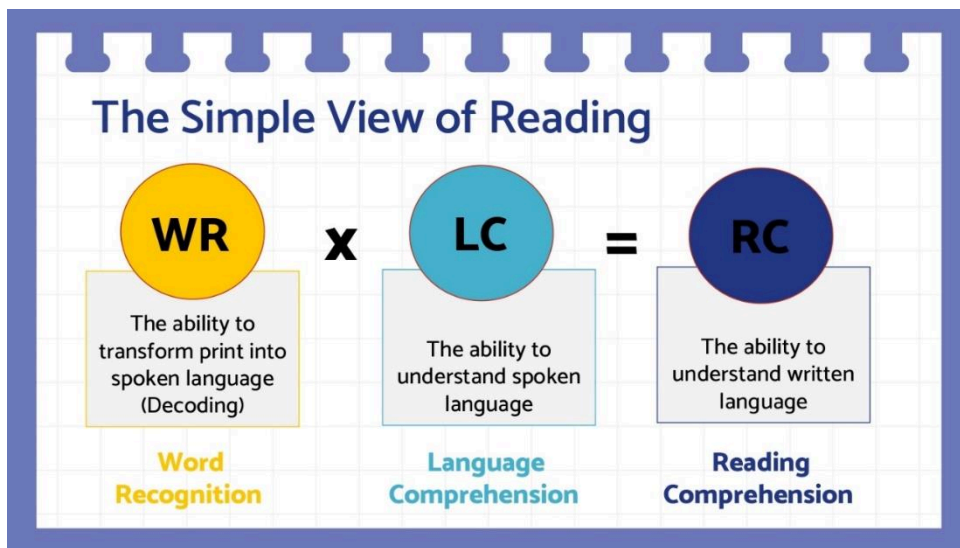 The Simple View of Reading
WR
x
LC
=
RC
The ability to
transform print into
spoken language
(Decoding)
The ability to
understand spoken
language
The ability to
understand written
language
Word
Recognition
Language
Comprehension
Reading
Comprehension